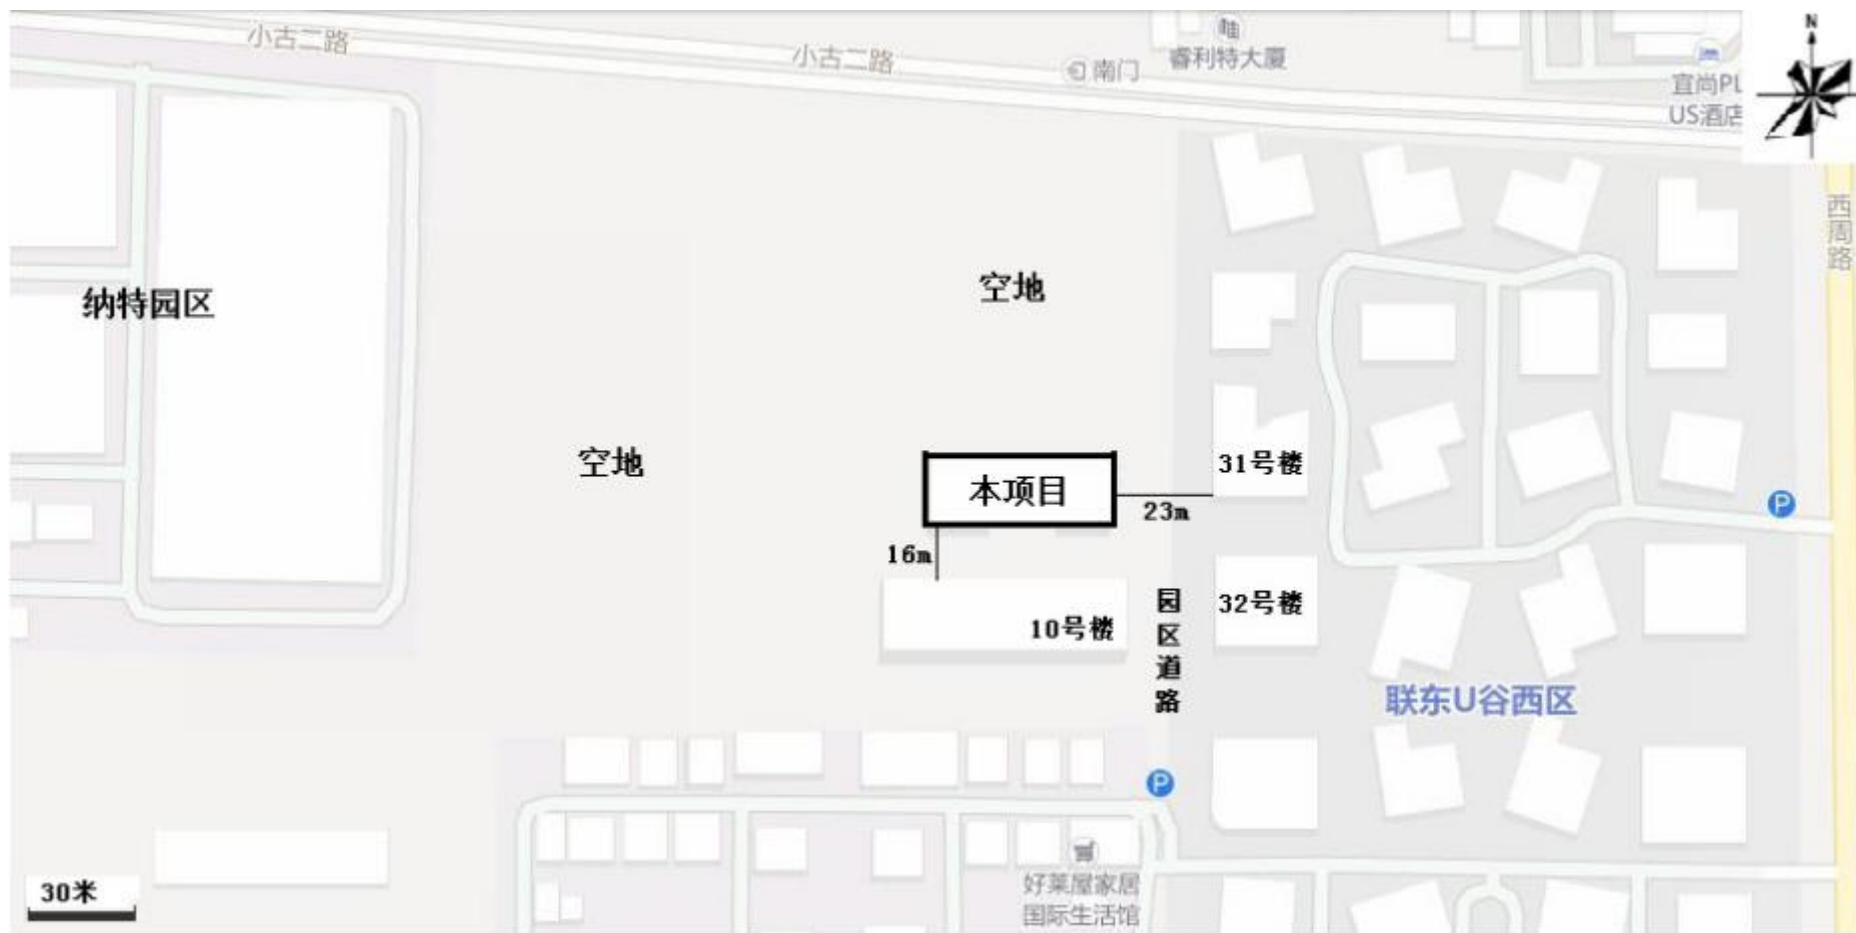 小古二路
小古二路
南门
睿利特大厦
宜尚PL
US酒店
N
西周路
纳特园区
空地
空地
本项目
31号楼
23m
16m
10号楼
园区道路
32号楼
联东U谷西区
P
P
30米
好莱屋家居
国际生活馆